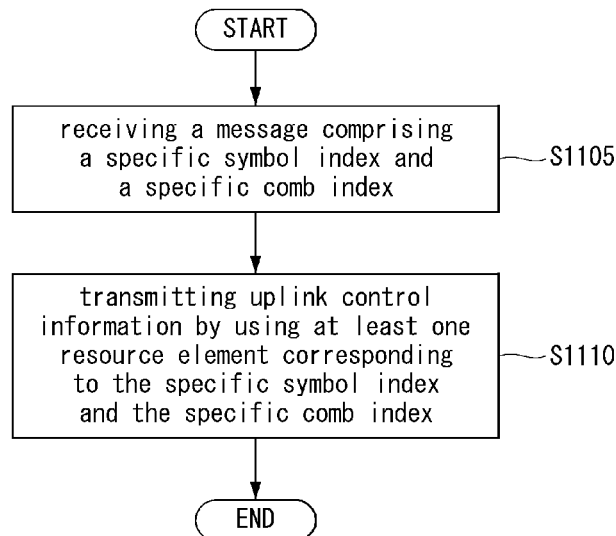 START
receiving a message comprising
a specific symbol index and
a specific comb index
S1105
transmitting uplink control
information by using at least one
resource element corresponding
to the specific symbol index
and the specific comb index
S1110
END